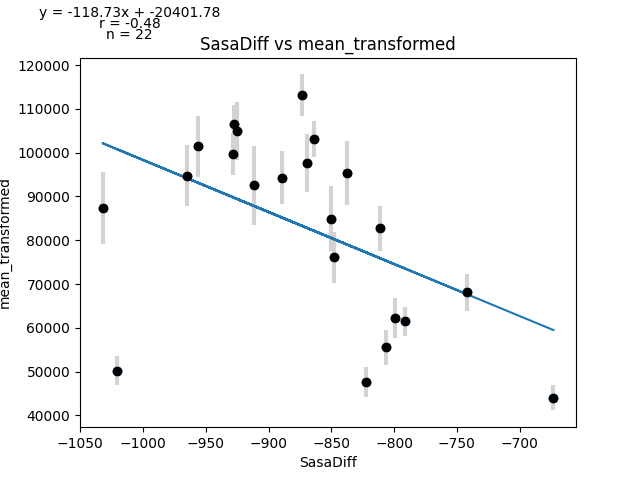 y = -118.73x + -20401.78
r = -0.48
n = 22
SasaDiff vs mean_transformed
120000
110000
100000
90000
80000
70000
60000
50000
40000
mean_transformed
−1050 −1000 −950 −900 −850 −800 −750 −700
SasaDiff